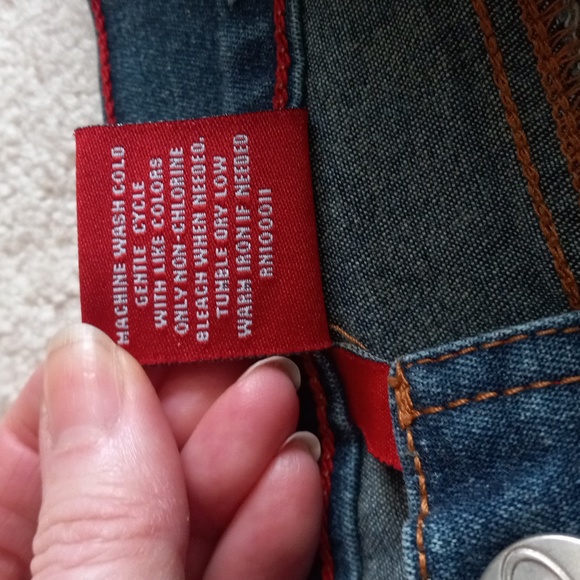 MACHINE WASH COLD
GENTLE CYCLE
WITH LIKE COLORS
ONLY NON-CHLORINE
BLEACH WHEN NEEDED.
TUMBLE DRY LOW
WARM IRON IF NEEDED
RN100011